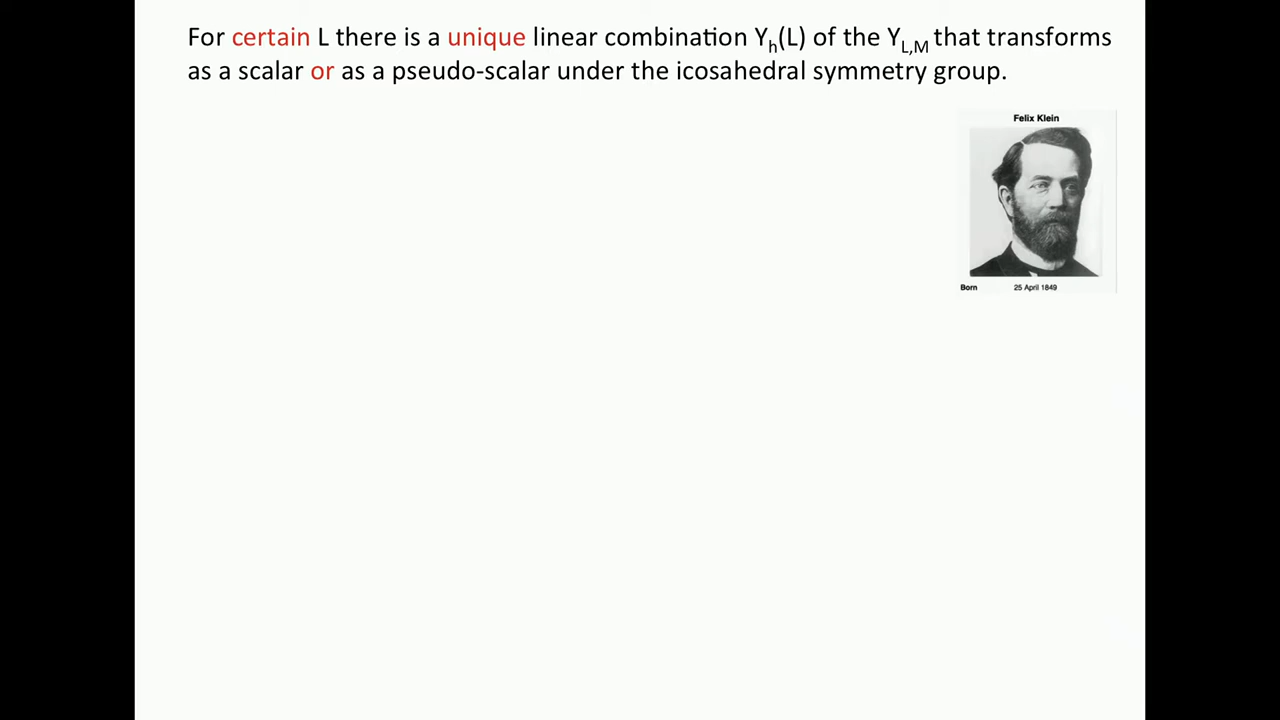 For certain L there is a unique linear combination Yh(L) of the YL,M that transforms
as a scalar or as a pseudo-scalar under the icosahedral symmetry group.
Felix Klein
Born 25 April 1849